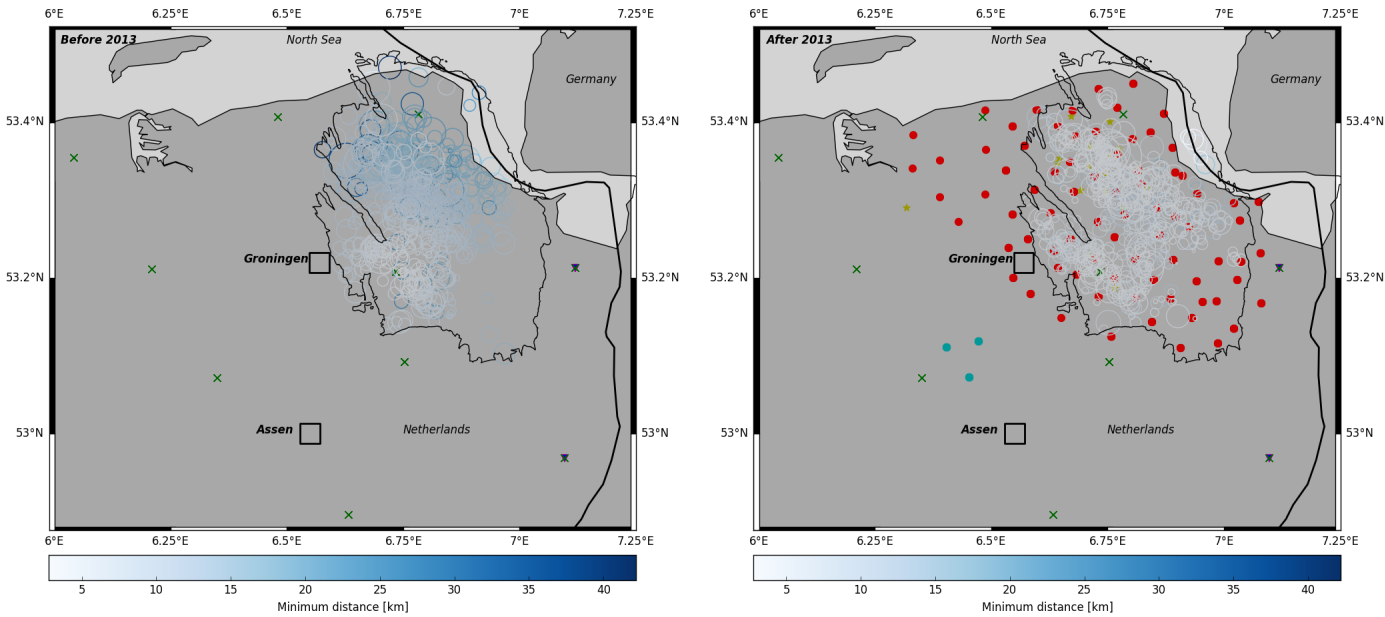 6°E 6.25°E 6.5°E 6.75°E 7°E 7.25°E
Before 2013
North Sea
Germany
53.4°N 53.4°N
Groningen
53.2°N 53.2°N
Assen
Netherlands
53°N 53°N
6°E 6.25°E 6.5°E 6.75°E 7°E 7.25°E
5 10 15 20 25 30 35 40
Minimum distance [km]
6°E 6.25°E 6.5°E 6.75°E 7°E 7.25°E
After 2013
North Sea
Germany
53.4°N 53.4°N
Groningen
53.2°N 53.2°N
Assen
Netherlands
53°N 53°N
6°E 6.25°E 6.5°E 6.75°E 7°E 7.25°E
5 10 15 20 25 30 35 40
Minimum distance [km]